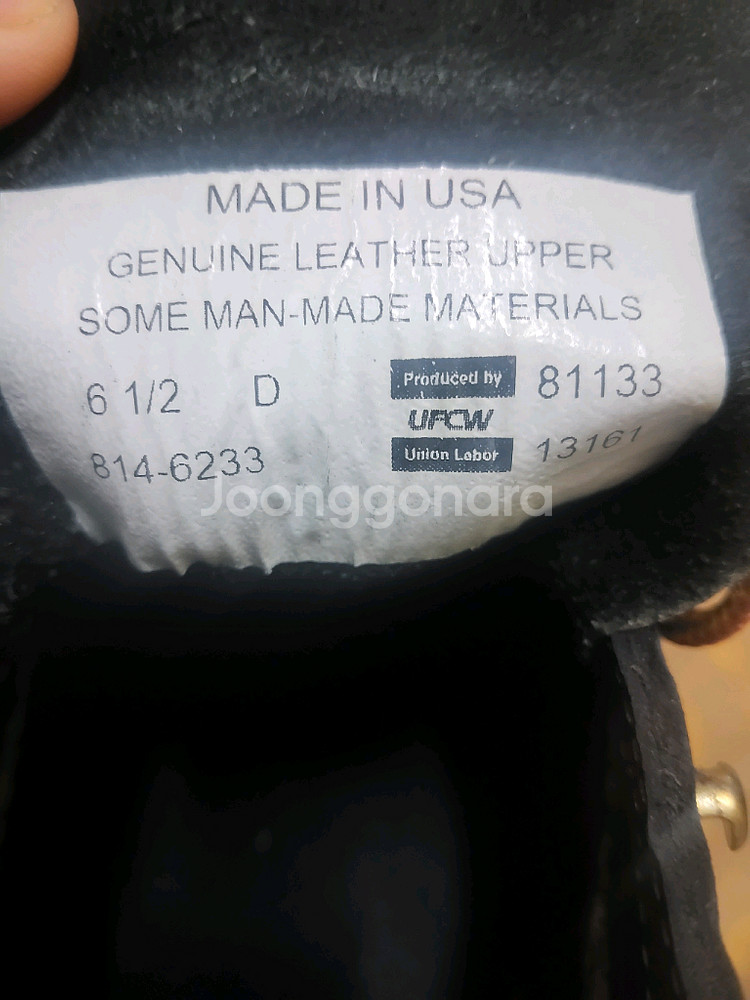 MADE IN USA
GENUINE LEATHER UPPER
SOME MAN-MADE MATERIALS
6 1/2 D Produced by 81133
UFCW
814-6233 Union Labor 13161
Joonggonara